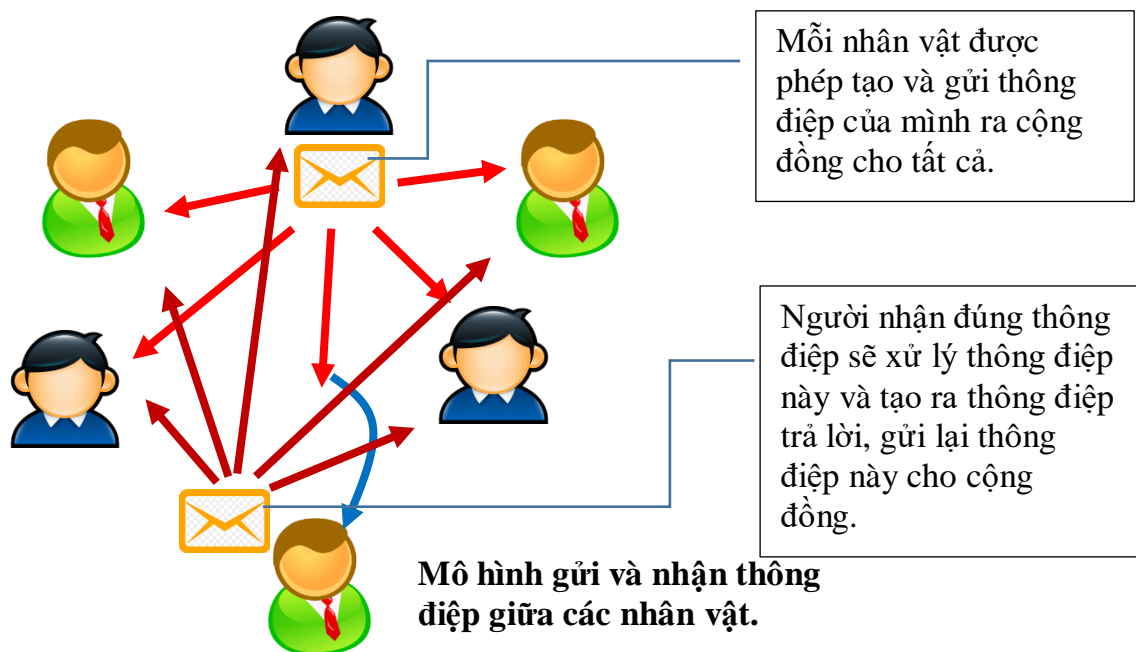 Mỗi nhân vật được
phép tạo và gửi thông
điệp của mình ra cộng
đồng cho tất cả.
Người nhận đúng thông
điệp sẽ xử lý thông điệp
này và tạo ra thông điệp
trả lời, gửi lại thông
điệp này cho cộng
đồng.
Mô hình gửi và nhận thông
điệp giữa các nhân vật.